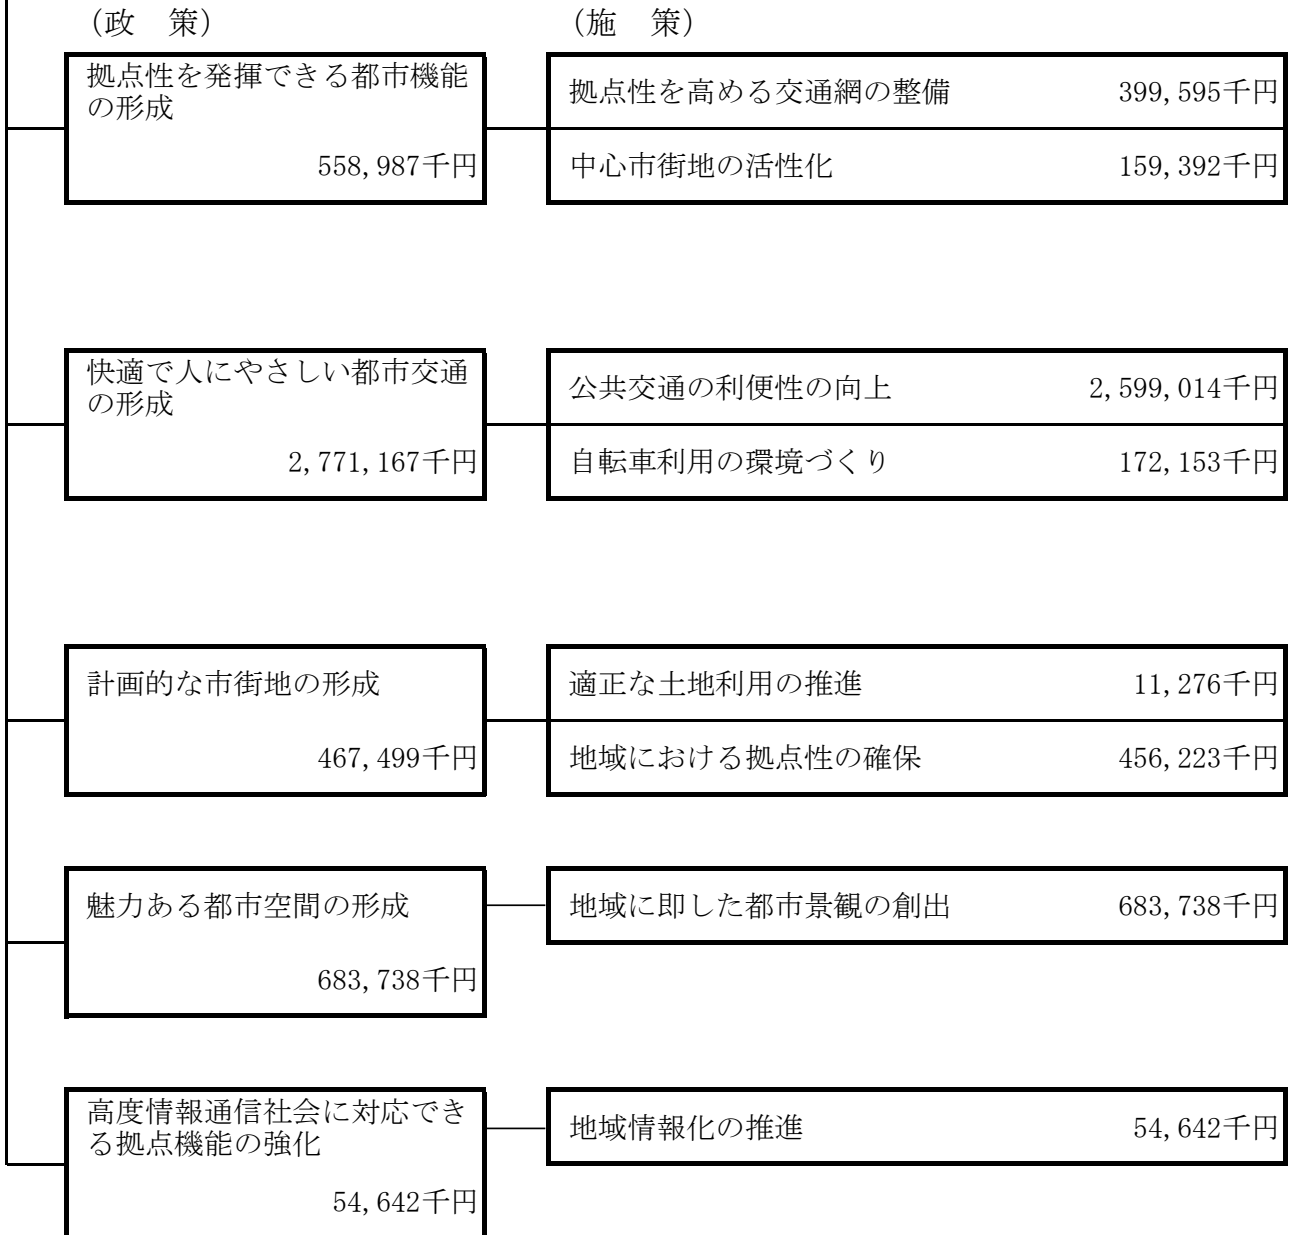 （政　策）　（施　策）
拠点性を発揮できる都市機能
の形成
558,987千円
拠点性を高める交通網の整備　399,595千円
中心市街地の活性化　159,392千円
快適で人にやさしい都市交通
の形成
2,771,167千円
公共交通の利便性の向上　2,599,014千円
自転車利用の環境づくり　172,153千円
計画的な市街地の形成
467,499千円
適正な土地利用の推進　11,276千円
地域における拠点性の確保　456,223千円
魅力ある都市空間の形成
683,738千円
地域に即した都市景観の創出　683,738千円
高度情報通信社会に対応でき
る拠点機能の強化
54,642千円
地域情報化の推進　54,642千円